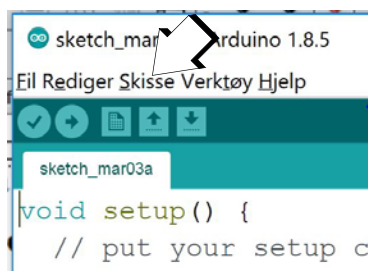 sketch_mar Arduino 1.8.5
Fil Rediger Skisse Verktøy Hjelp
sketch_mar03a
void setup() {
// put your setup c